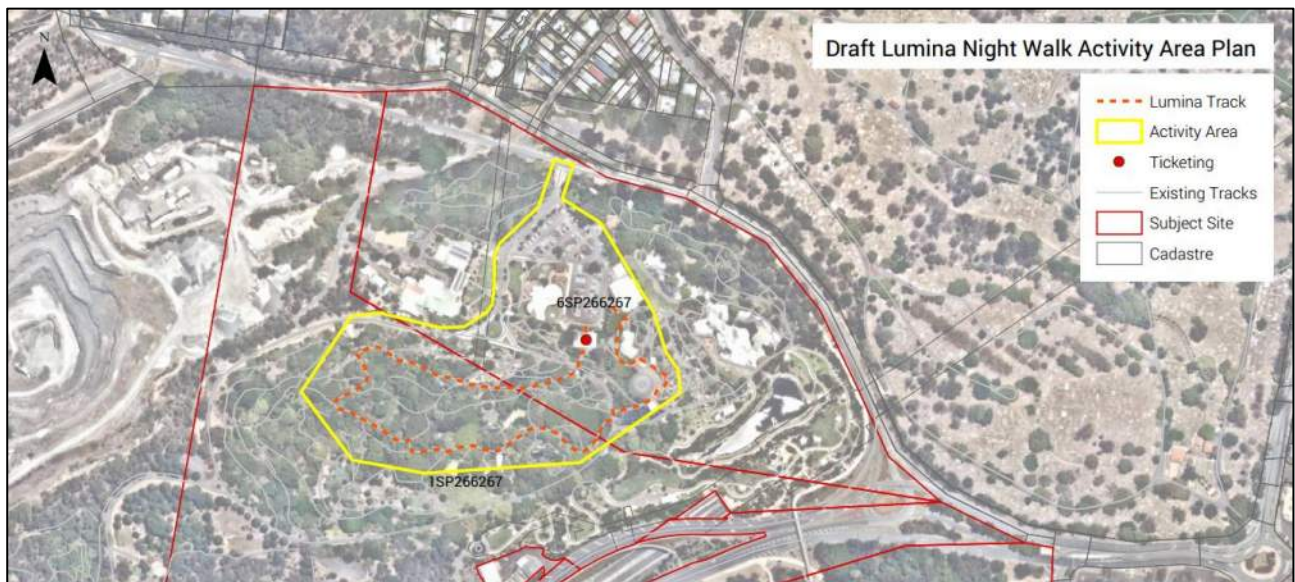 N
Draft Lumina Night Walk Activity Area Plan
Lumina Track
Activity Area
Ticketing
Existing Tracks
Subject Site
Cadastre
6SP266267
1SP266267